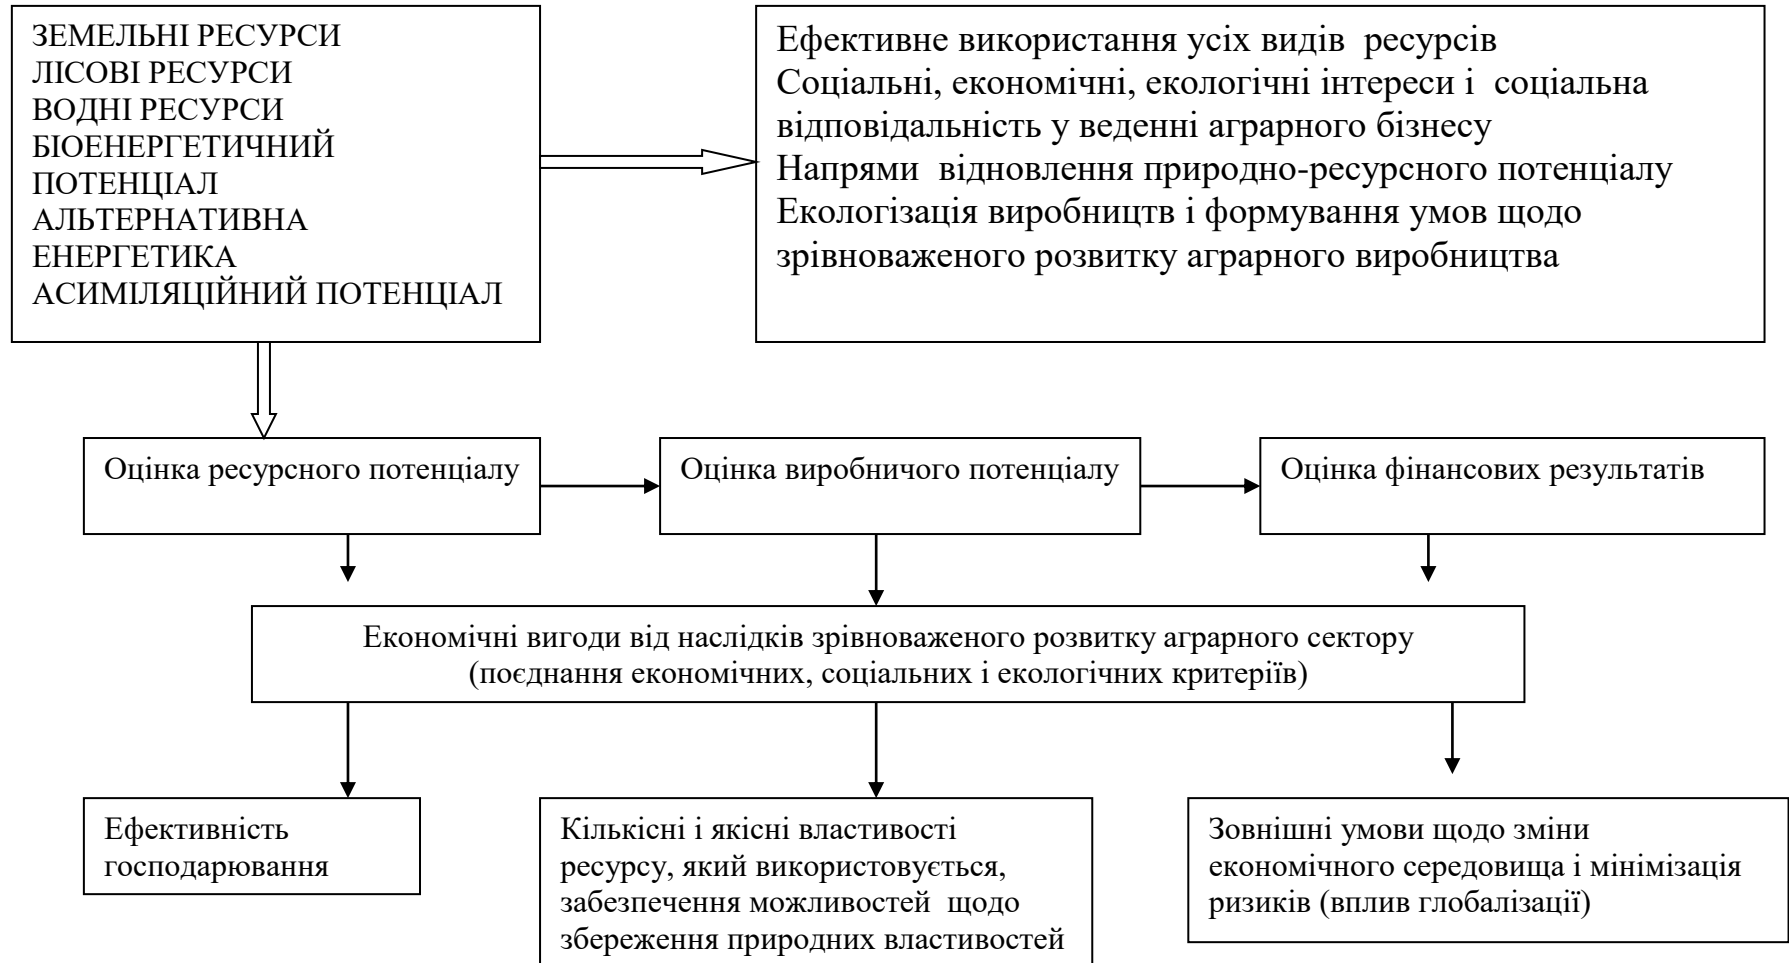 ЗЕМЕЛЬНІ РЕСУРСИ
ЛІСОВІ РЕСУРСИ
ВОДНІ РЕСУРСИ
БІОЕНЕРГЕТИЧНИЙ
ПОТЕНЦІАЛ
АЛЬТЕРНАТИВНА
ЕНЕРГЕТИКА
АСИМІЛЯЦІЙНИЙ ПОТЕНЦІАЛ
Ефективне використання усіх видів ресурсів
Соціальні, економічні, екологічні інтереси і соціальна
відповідальність у веденні аграрного бізнесу
Напрями відновлення природно-ресурсного потенціалу
Екологізація виробництв і формування умов щодо
зрівноваженого розвитку аграрного виробництва
Оцінка ресурсного потенціалу
Оцінка виробничого потенціалу
Оцінка фінансових результатів
Економічні вигоди від наслідків зрівноваженого розвитку аграрного сектору
(поєднання економічних, соціальних і екологічних критеріїв)
Ефективність
господарювання
Кількісні і якісні властивості
ресурсу, який використовується,
забезпечення можливостей щодо
збереження природних властивостей
Зовнішні умови щодо зміни
економічного середовища і мінімізація
ризиків (вплив глобалізації)